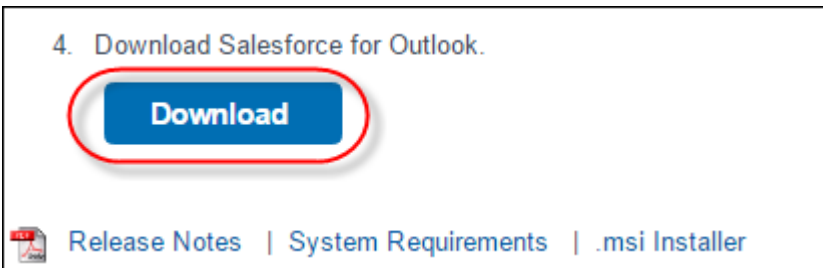 4. Download Salesforce for Outlook.
Download
Release Notes | System Requirements | .msi Installer